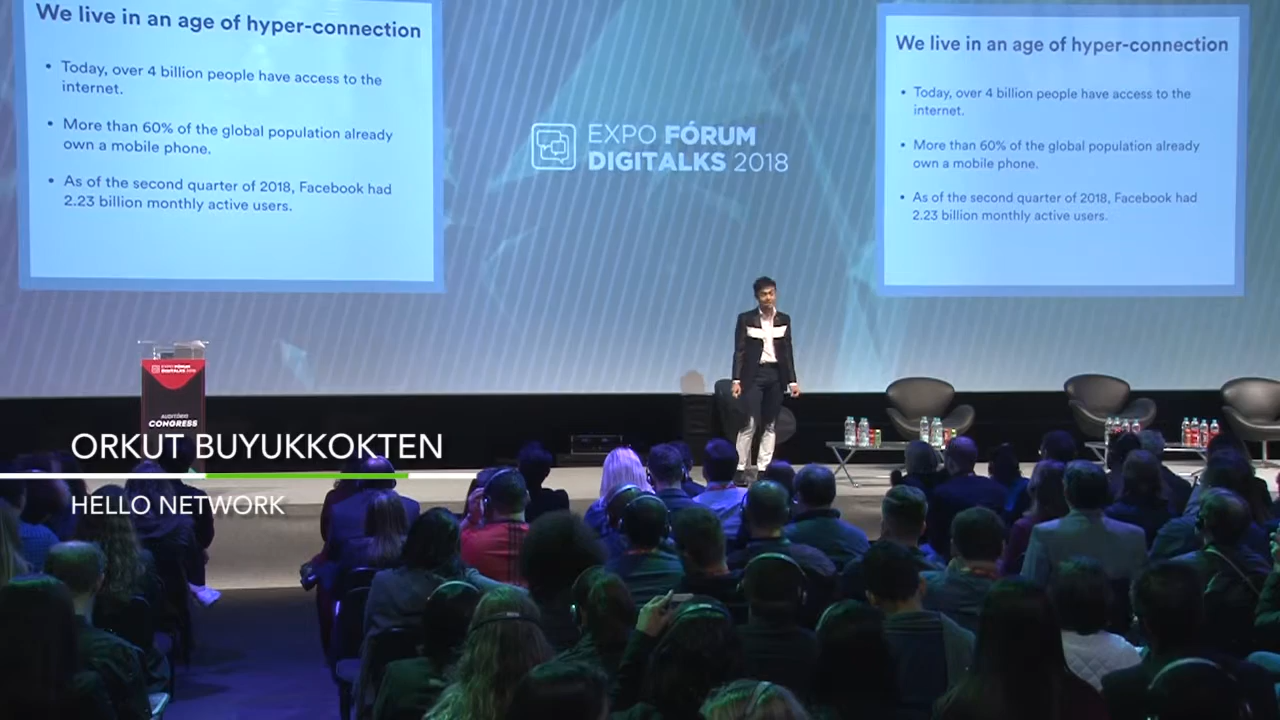 We live in an age of hyper-connection
• Today, over 4 billion people have access to the
internet.
• More than 60% of the global population already
own a mobile phone.
• As of the second quarter of 2018, Facebook had
2.23 billion monthly active users.
EXPO FÓRUM
DIGITALKS 2018
We live in an age of hyper-connection
• Today, over 4 billion people have access to the
internet.
• More than 60% of the global population already
own a mobile phone.
• As of the second quarter of 2018, Facebook had
2.23 billion monthly active users.
EXPO FÓRUM
DIGITALKS 2018
AUDITÓRIO
CONGRESS
ORKUT BUYUKKOKTEN
HELLO NETWORK